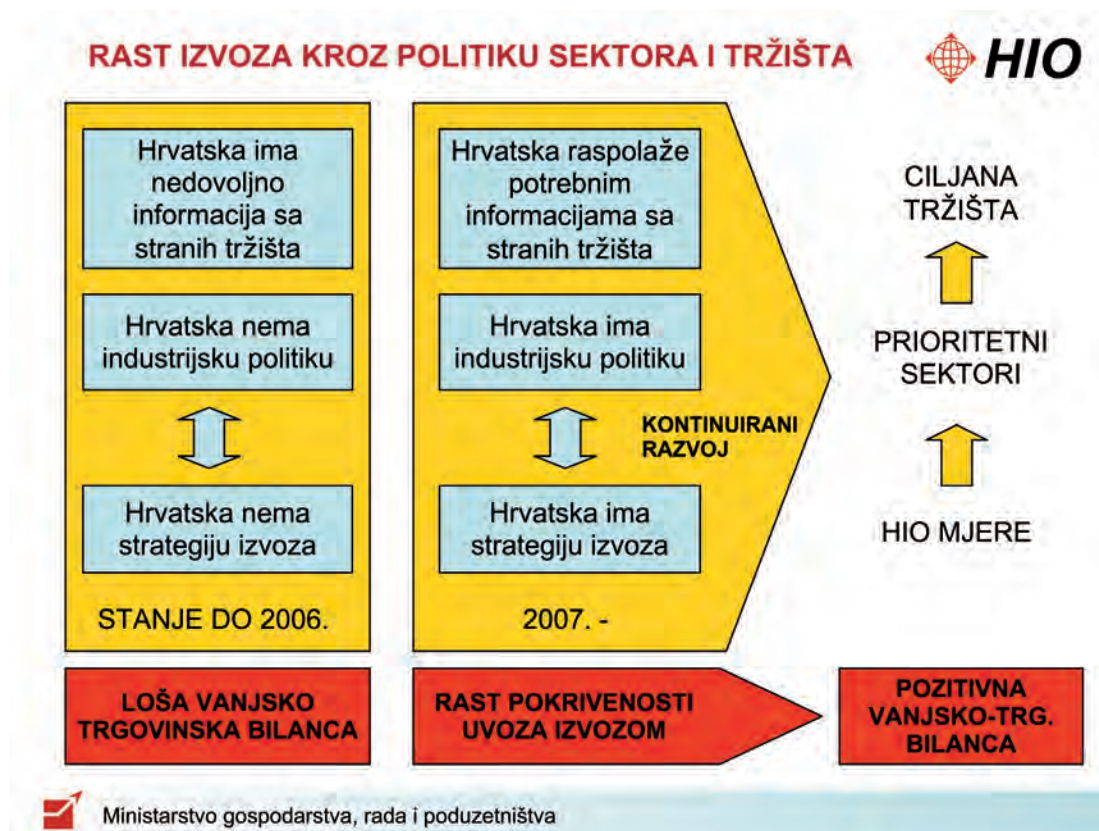 RAST IZVOZA KROZ POLITIKU SEKTORA I TRŽIŠTA
HIO
Hrvatska ima
nedovoljno
informacija sa
stranih tržišta
Hrvatska nema
industrijsku politiku
Hrvatska nema
strategiju izvoza
STANJE DO 2006.
Hrvatska raspolaže
potrebnim
informacijama sa
stranih tržišta
Hrvatska ima
industrijsku politiku
KONTINUIRANI
RAZVOJ
Hrvatska ima
strategiju izvoza
2007. -
CILJANA
TRŽIŠTA
PRIORITETNI
SEKTORI
HIO MJERE
LOŠA VANJSKO
TRGOVINSKA BILANCA
RAST POKRIVENOSTI
UVOZA IZVOZOM
POZITIVNA
VANJSKO-TRG.
BILANCA
Ministarstvo gospodarstva, rada i poduzetništva